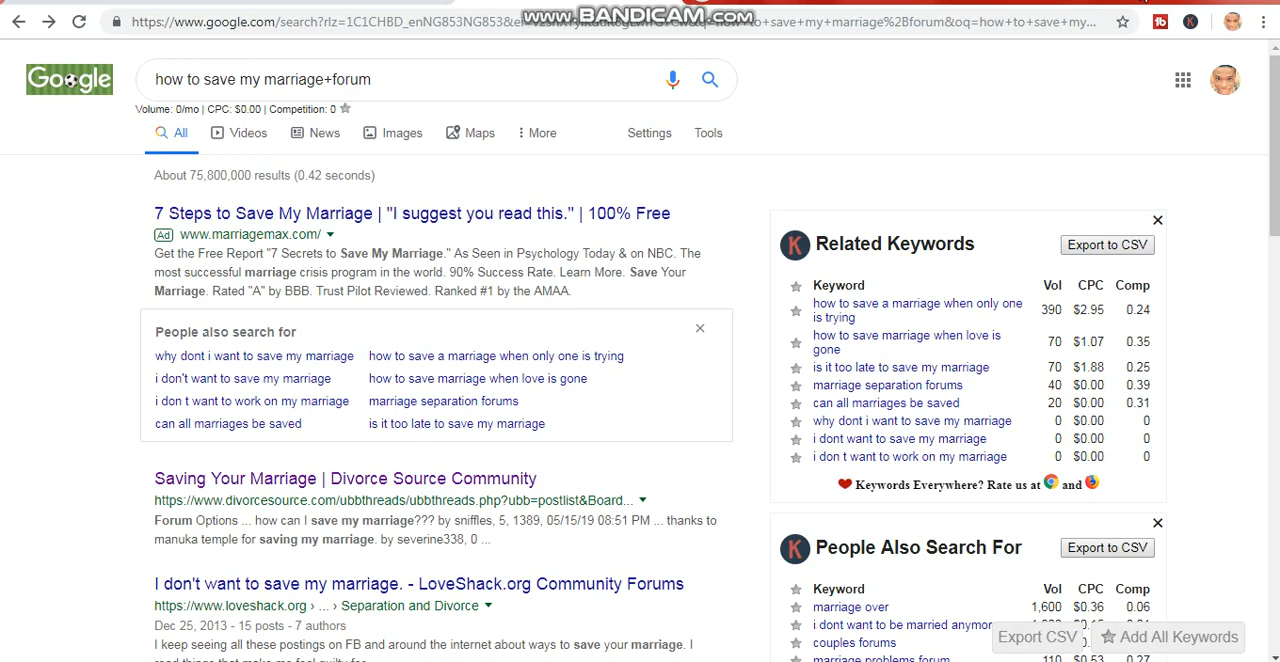 WWW.BANDICAM.COM
Google
how to save my marriage+forum
Volume: 0/mo | CPC: $0.00 | Competition: 0
All Videos News Images Maps More Settings Tools
About 75,800,000 results (0.42 seconds)
7 Steps to Save My Marriage | "I suggest you read this." | 100% Free
Ad www.marriagemax.com/
Get the Free Report "7 Secrets to Save My Marriage." As Seen in Psychology Today & on NBC. The
most successful marriage crisis program in the world. 90% Success Rate. Learn More. Save Your
Marriage. Rated "A" by BBB. Trust Pilot Reviewed. Ranked #1 by the AMAA.
People also search for
why dont i want to save my marriage how to save a marriage when only one is trying
i don't want to save my marriage how to save marriage when love is gone
i don t want to work on my marriage marriage separation forums
can all marriages be saved is it too late to save my marriage
Saving Your Marriage | Divorce Source Community
https://www.divorcesource.com/ubbthreads/ubbthreads.php?ubb=postlist&Board...
Forum Options ... how can I save my marriage??? by sniffles, 5, 1389, 05/15/19 08:51 PM ... thanks to
manuka temple for saving my marriage. by severine338, 0 ...
I don't want to save my marriage. - LoveShack.org Community Forums
https://www.loveshack.org › ... › Separation and Divorce
Dec 25, 2013 - 15 posts - 7 authors
I keep seeing all these postings on FB and around the internet about ways to save your marriage. I
K Related Keywords Export to CSV
Keyword Vol CPC Comp
how to save a marriage when only one
is trying 390 $2.95 0.24
how to save marriage when love is
gone 70 $1.07 0.35
is it too late to save my marriage 70 $1.88 0.25
marriage separation forums 40 $0.00 0.39
can all marriages be saved 20 $0.00 0.31
why dont i want to save my marriage 0 $0.00 0
i dont want to save my marriage 0 $0.00 0
i don t want to work on my marriage 0 $0.00 0
Keywords Everywhere? Rate us at and
K People Also Search For Export to CSV
Keyword Vol CPC Comp
marriage over 1,600 $0.36 0.06
i dont want to be married anymor
couples forums
marriage problems forum 110 $0.53 0.27
Export CSV Add All Keywords